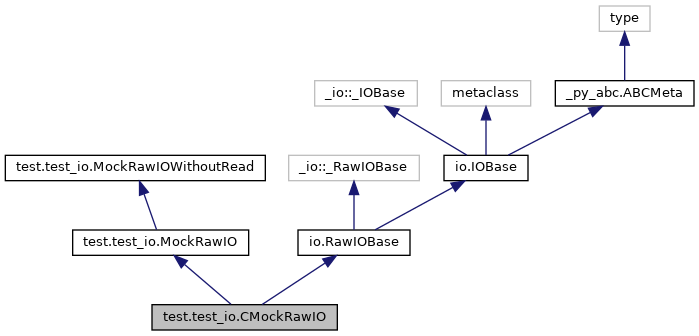 type
_io::_IOBase
metaclass
_py_abc.ABCMeta
test.test_io.MockRawIOWithoutRead
_io::_RawIOBase
io.IOBase
test.test_io.MockRawIO
io.RawIOBase
test.test_io.CMockRawIO